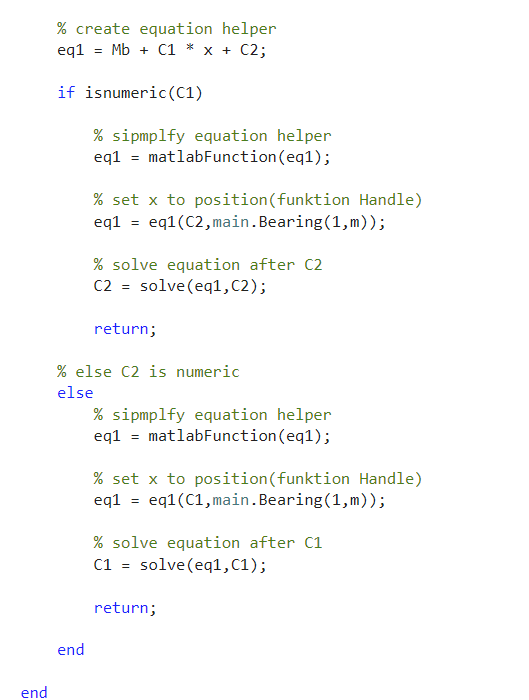 % create equation helper
eq1 = Mb + C1 * x + C2;
if isnumeric(C1)
% sipmplfy equation helper
eq1 = matlabFunction(eq1);
% set x to position(funktion Handle)
eq1 = eq1(C2,main.Bearing(1,m));
% solve equation after C2
C2 = solve(eq1,C2);
return;
% else C2 is numeric
else
% sipmplfy equation helper
eq1 = matlabFunction(eq1);
% set x to position(funktion Handle)
eq1 = eq1(C1,main.Bearing(1,m));
% solve equation after C1
C1 = solve(eq1,C1);
return;
end
end